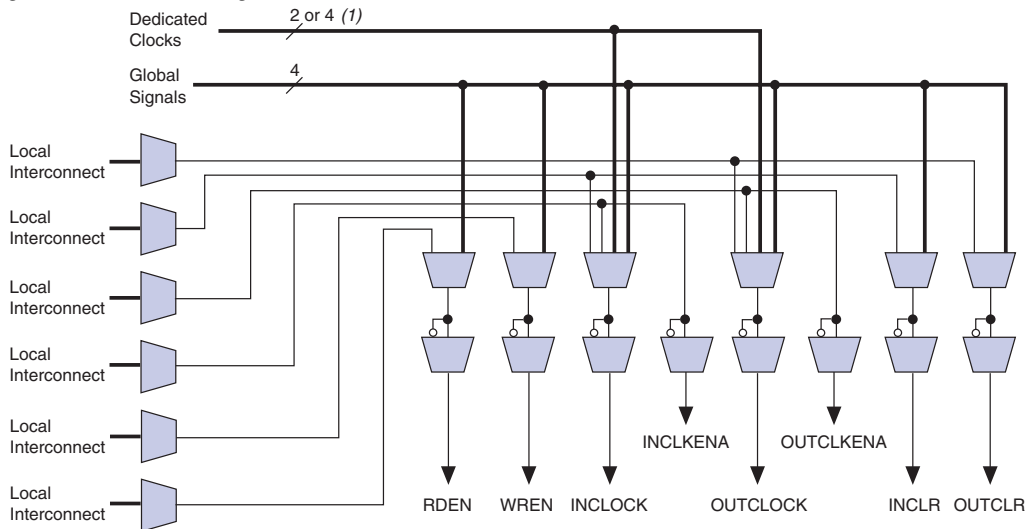 Dedicated
Clocks
2 or 4 (1)
Global
Signals
4
Local
Interconnect
Local
Interconnect
Local
Interconnect
Local
Interconnect
Local
Interconnect
Local
Interconnect
INCLKENA
OUTCLKENA
RDEN
WREN
INCLOCK
OUTCLOCK
INCLR
OUTCLR